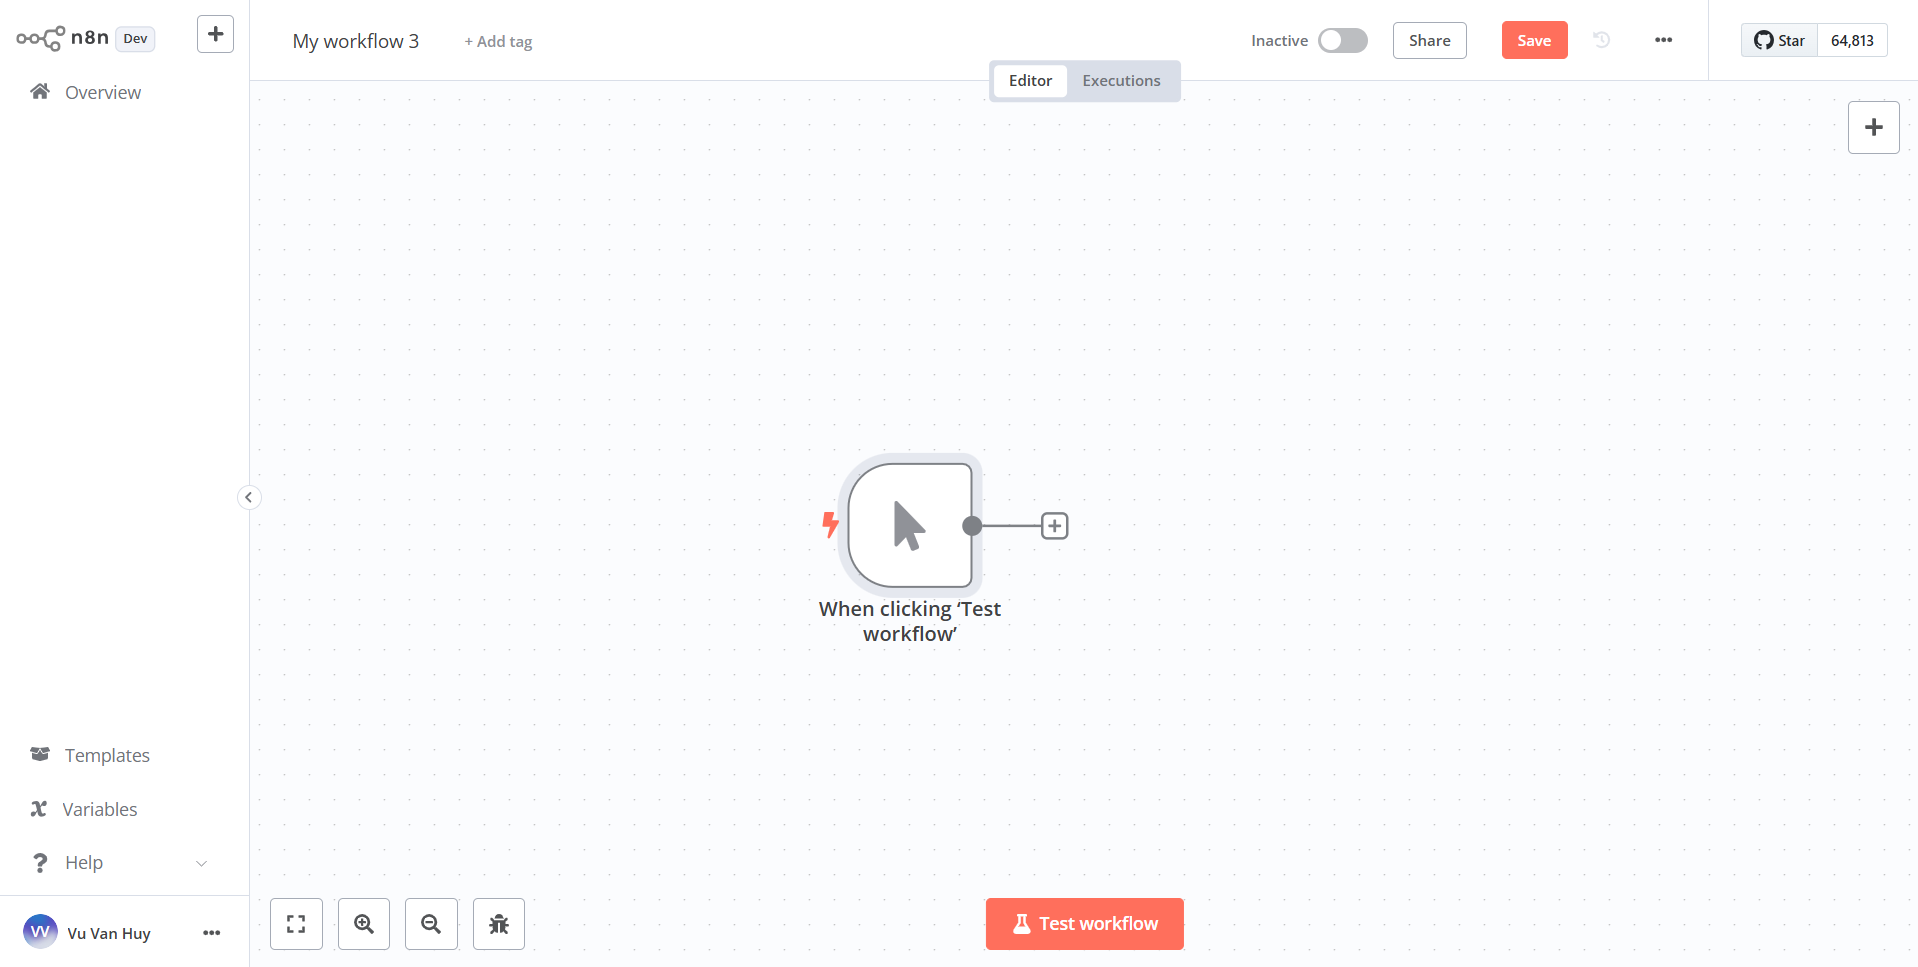 n8n Dev
Overview
My workflow 3
+ Add tag
Inactive
Share
Save
Star
64,813
Editor
Executions
When clicking ‘Test
workflow’
Templates
Variables
Help
VV
Vu Van Huy
Test workflow